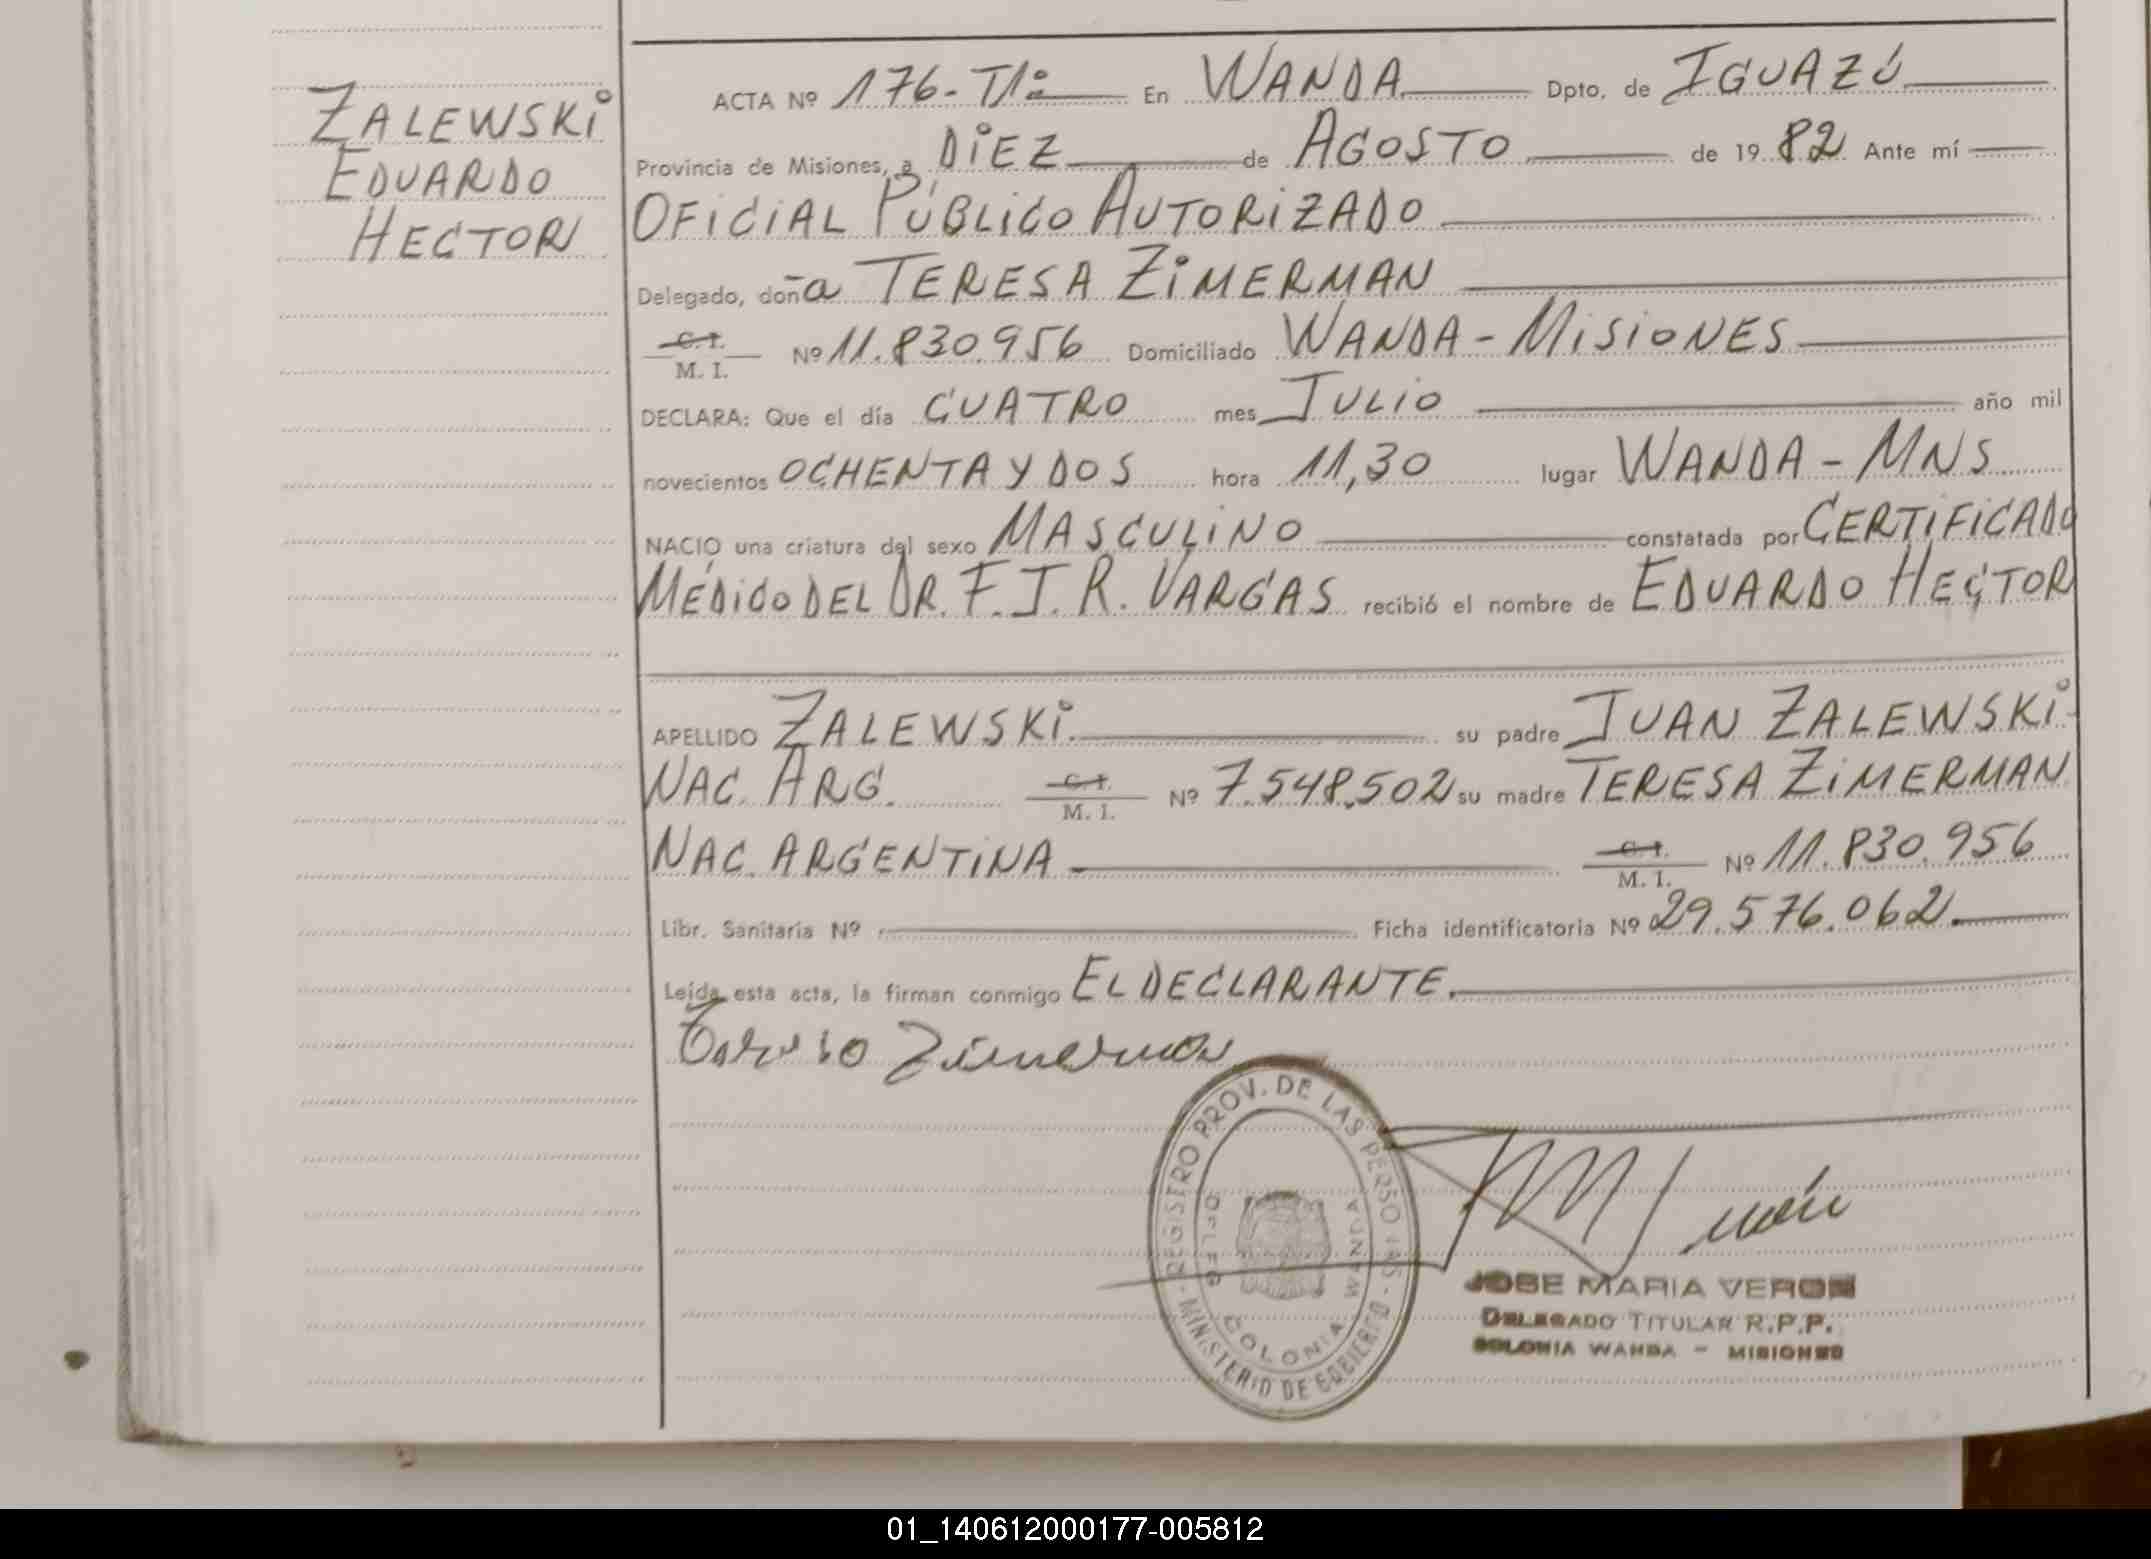 ZALEWSKI
EDUARDO
HECTOR
ACTA Nº 176-T1: En WANDA Dpto. de IGUAZÚ
Provincia de Misiones, a DIEZ de AGOSTO de 1982 Ante mí
OFICIAL PÚBLICO AUTORIZADO
Delegado, doña TERESA ZIMERMAN
C. I.
M. I. Nº 11.830.956 Domiciliado WANDA - MISIONES
DECLARA: Que el día CUATRO mes JULIO año mil
novecientos OCHENTA Y DOS hora 11,30 lugar WANDA - MNS
NACIÓ una criatura del sexo MASCULINO constatada por CERTIFICADO
MÉDICO DEL DR. F. J. R. VARGAS recibió el nombre de EDUARDO HECTOR
APELLIDO ZALEWSKI su padre JUAN ZALEWSKI
NAC. ARG. C. I. M. I. Nº 7.548.502 su madre TERESA ZIMERMAN
NAC. ARGENTINA C. I. M. I. Nº 11.830.956
Libr. Sanitaria Nº Ficha identificatoria Nº 29.576.062.
Leída esta acta, la firman conmigo EL DECLARANTE.
Teresa Zimerman
REGISTRO PROV. DE LAS PERSONAS - MINISTERIO DE GOBIERNO
COLONIA WANDA
JOSE MARIA VERON
DELEGADO TITULAR R.P.P.
COLONIA WANDA - MISIONES
01_140612000177-005812